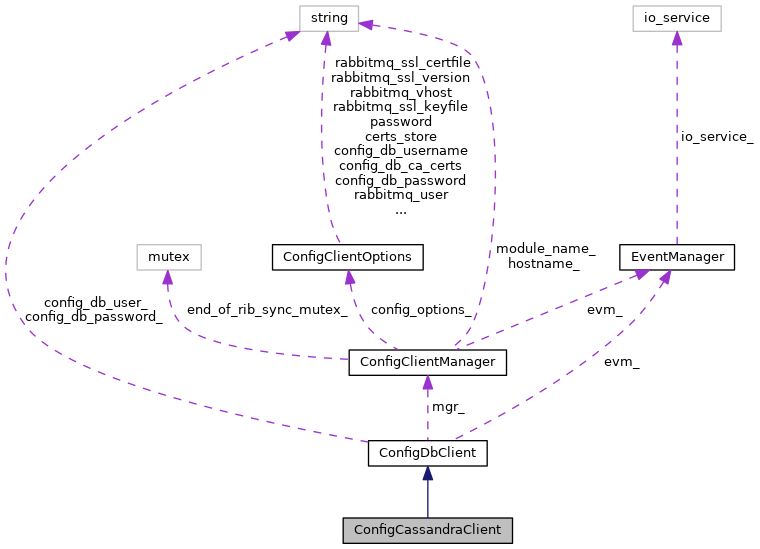 string
io_service
rabbitmq_ssl_certfile
rabbitmq_ssl_version
rabbitmq_vhost
rabbitmq_ssl_keyfile
password
certs_store
config_db_username
config_db_ca_certs
config_db_password
rabbitmq_user
...
io_service_
mutex
ConfigClientOptions
module_name_
hostname_
EventManager
config_db_user_
config_db_password_
end_of_rib_sync_mutex_
config_options_
evm_
ConfigClientManager
evm_
mgr_
ConfigDbClient
ConfigCassandraClient